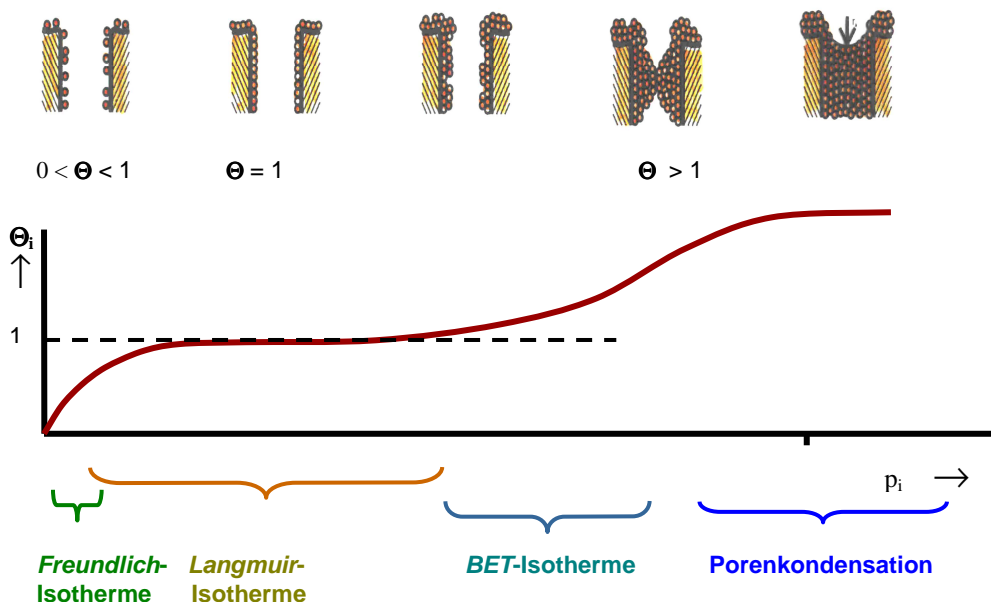 0 < Θ < 1
Θ = 1
Θ > 1
Θi
↑
1
pi →
Freundlich-
Isotherme
Langmuir-
Isotherme
BET-Isotherme
Porenkondensation